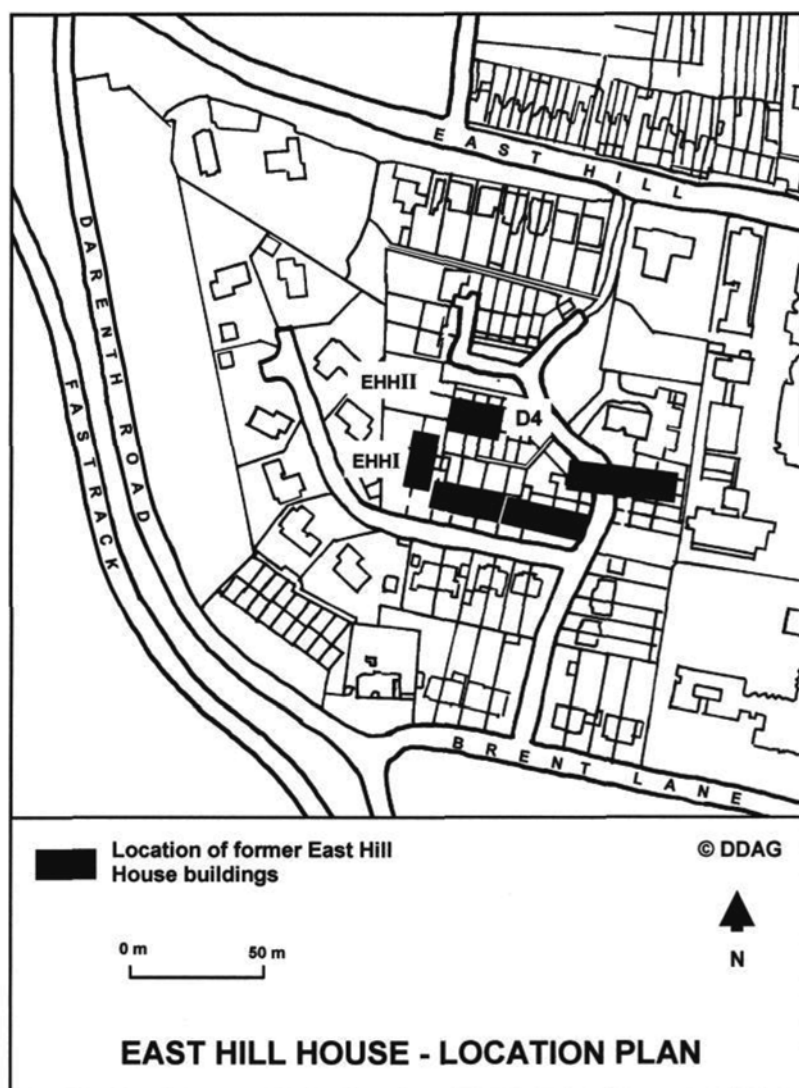 EAST HILL
DARENTH ROAD
FASTRACK
EHHII
D4
EHHI
P
BRENT LANE
Location of former East Hill
House buildings
© DDAG
0 m 50 m
N
EAST HILL HOUSE - LOCATION PLAN